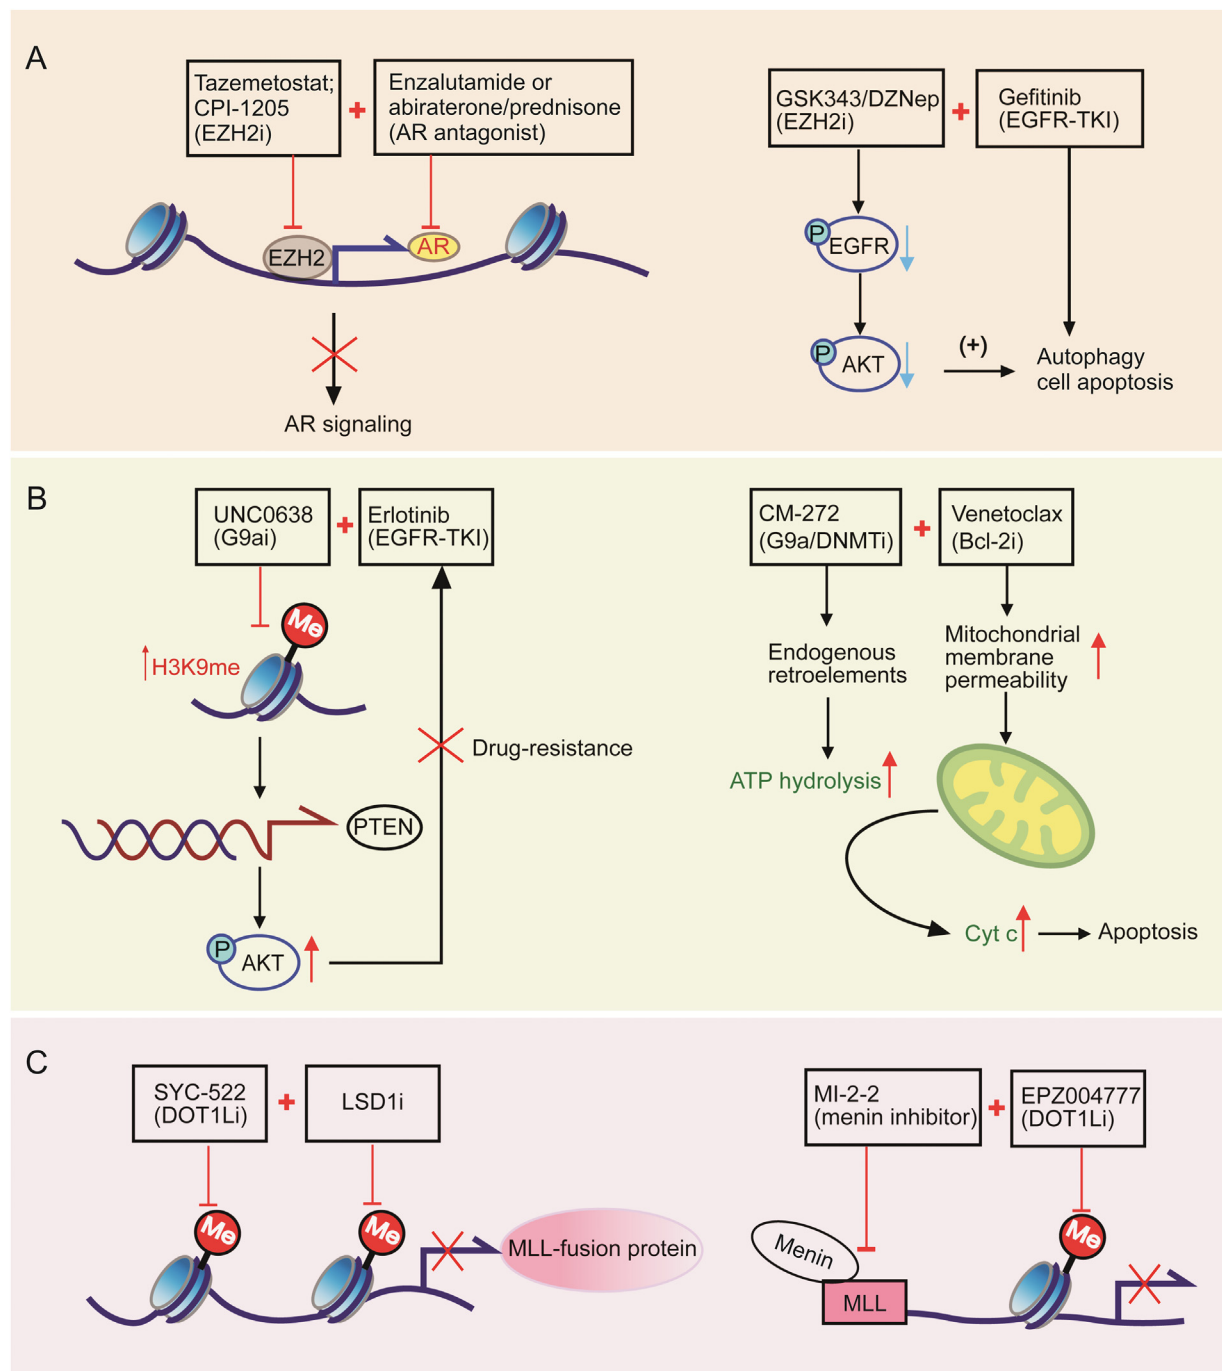 A
Tazemetostat;
CPI-1205
(EZH2i)
+
Enzalutamide or
abiraterone/prednisone
(AR antagonist)
EZH2
AR
AR signaling
GSK343/DZNep
(EZH2i)
+
Gefitinib
(EGFR-TKI)
P
EGFR
P
AKT
(+)
Autophagy
cell apoptosis
B
UNC0638
(G9ai)
+
Erlotinib
(EGFR-TKI)
Me
H3K9me
Drug-resistance
PTEN
P
AKT
CM-272
(G9a/DNMTi)
+
Venetoclax
(Bcl-2i)
Endogenous
retroelements
ATP hydrolysis
Mitochondrial
membrane
permeability
Cyt c
Apoptosis
C
SYC-522
(DOT1Li)
+
LSD1i
Me
Me
MLL-fusion protein
MI-2-2
(menin inhibitor)
+
EPZ004777
(DOT1Li)
Menin
MLL
Me